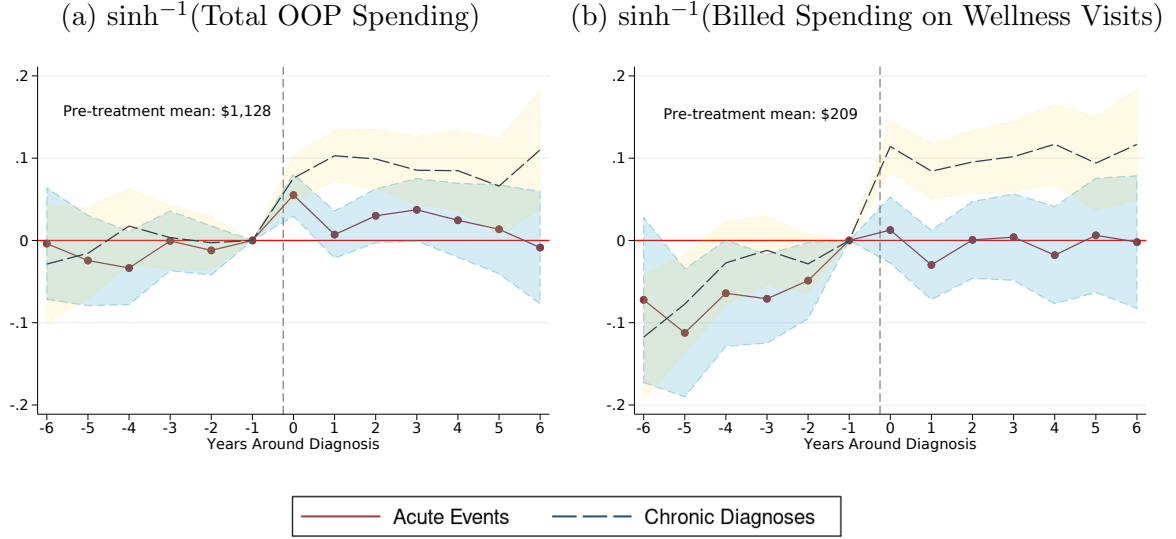 (a) sinh⁻¹(Total OOP Spending)
.2
.1
0
-.1
-.2
Pre-treatment mean: $1,128
-6 -5 -4 -3 -2 -1 0 1 2 3 4 5 6
Years Around Diagnosis
(b) sinh⁻¹(Billed Spending on Wellness Visits)
.2
.1
0
-.1
-.2
Pre-treatment mean: $209
-6 -5 -4 -3 -2 -1 0 1 2 3 4 5 6
Years Around Diagnosis
Acute Events Chronic Diagnoses